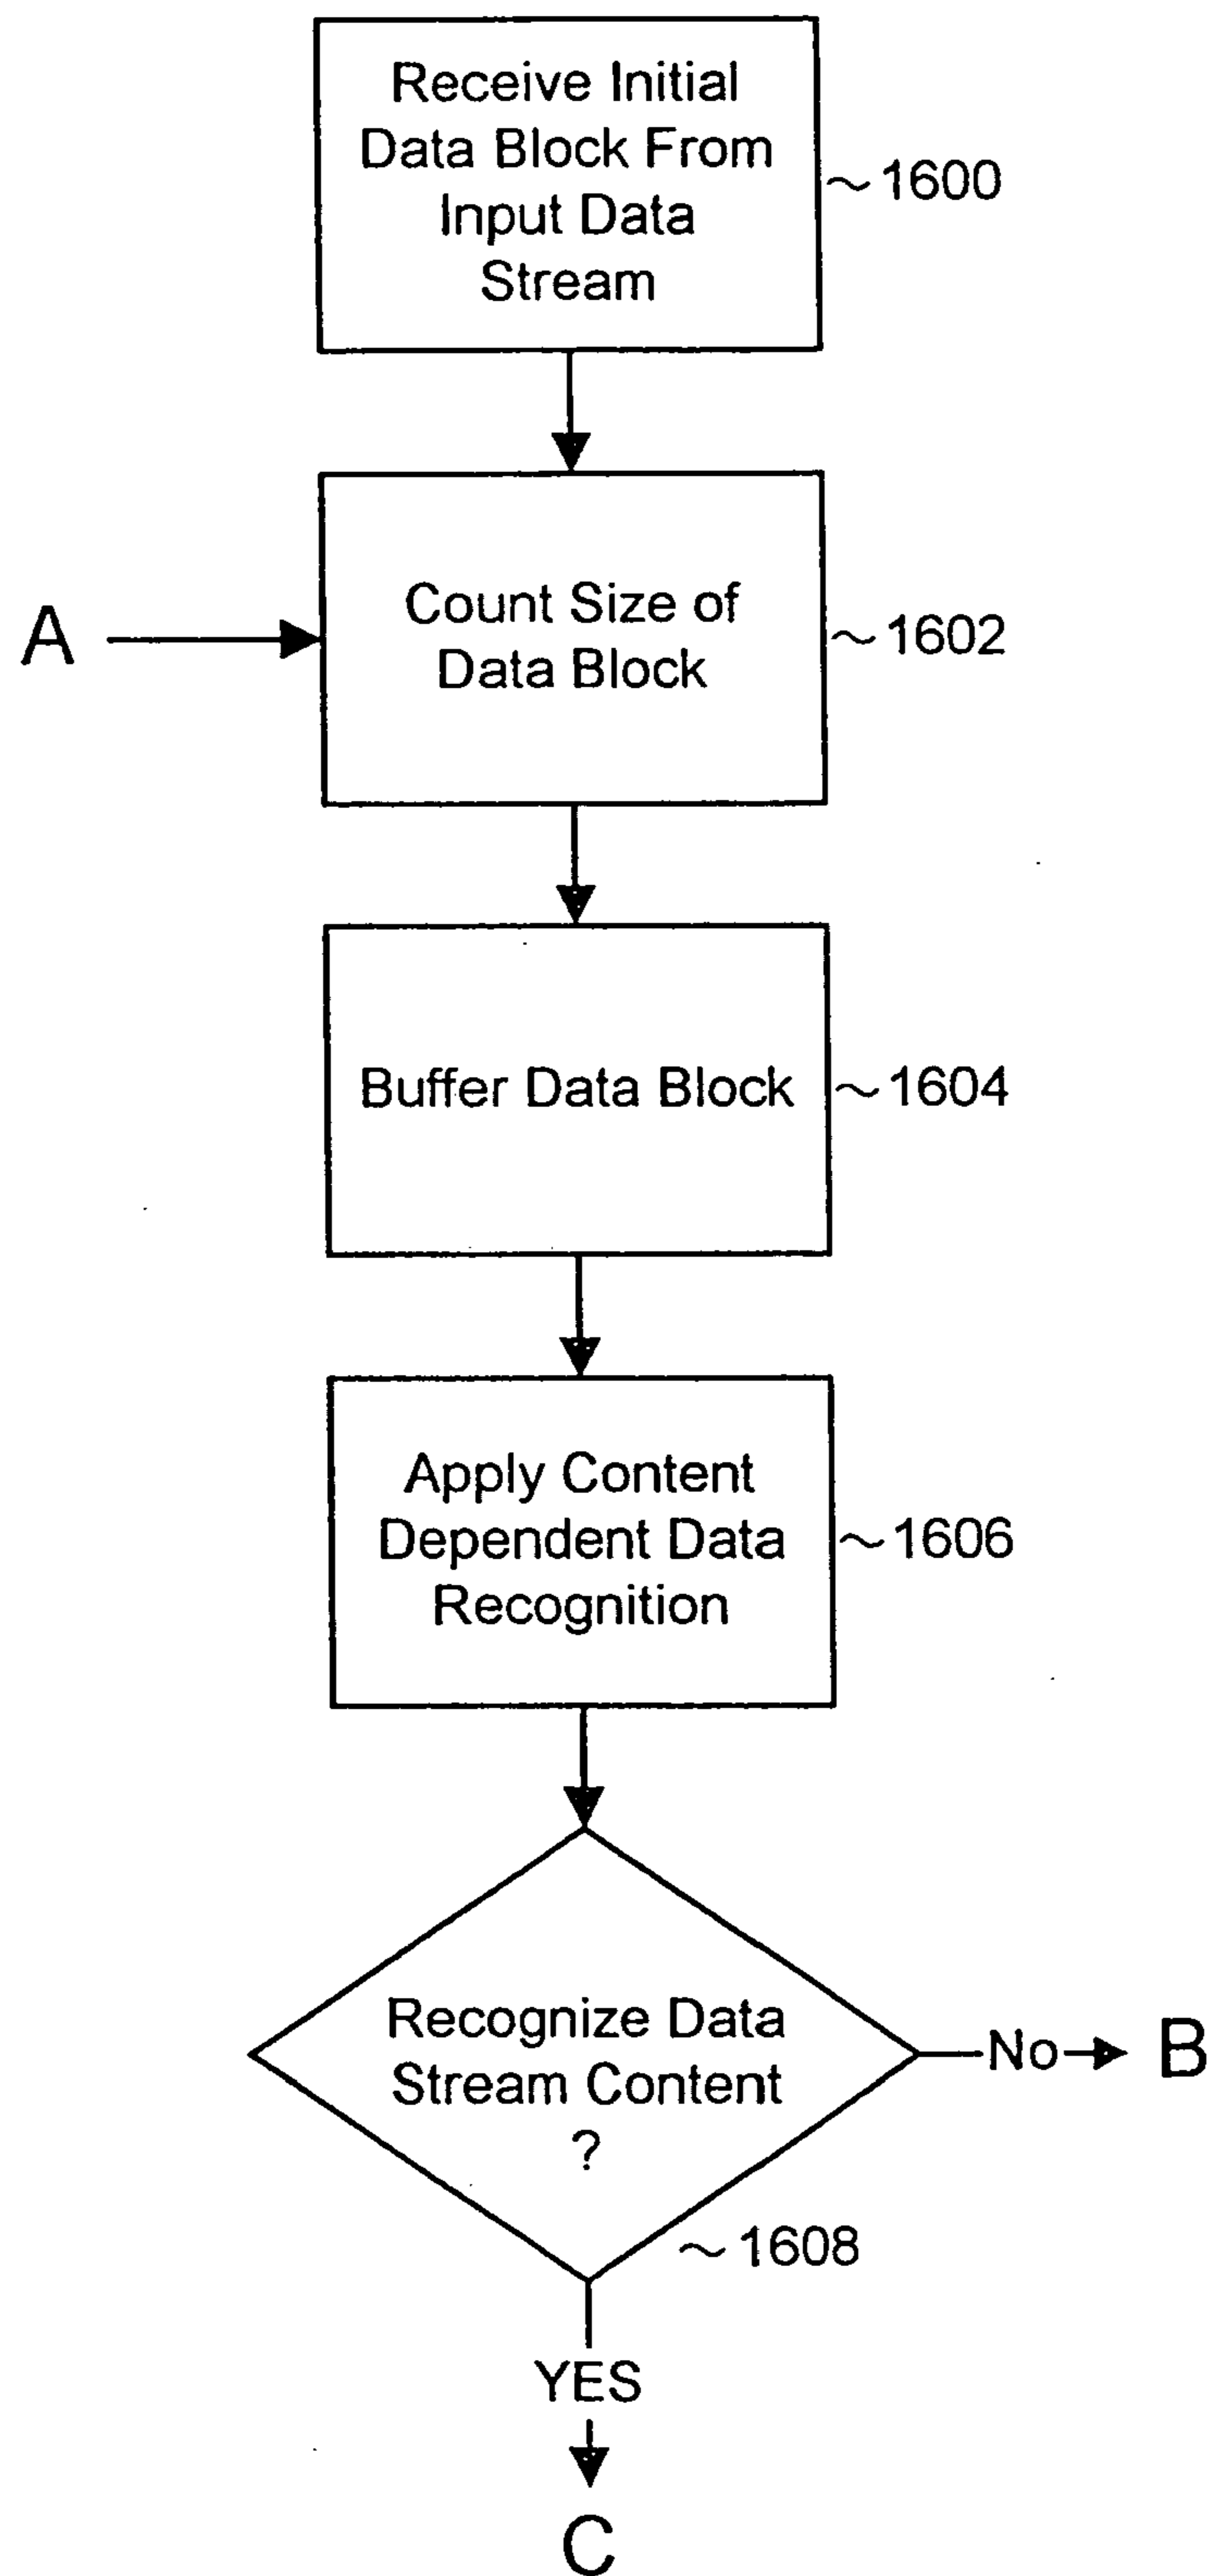 Receive Initial
Data Block From
Input Data
Stream
~1600
A
Count Size of
Data Block
~1602
Buffer Data Block
~1604
Apply Content
Dependent Data
Recognition
~1606
Recognize Data
Stream Content
?
No
B
~1608
YES
C